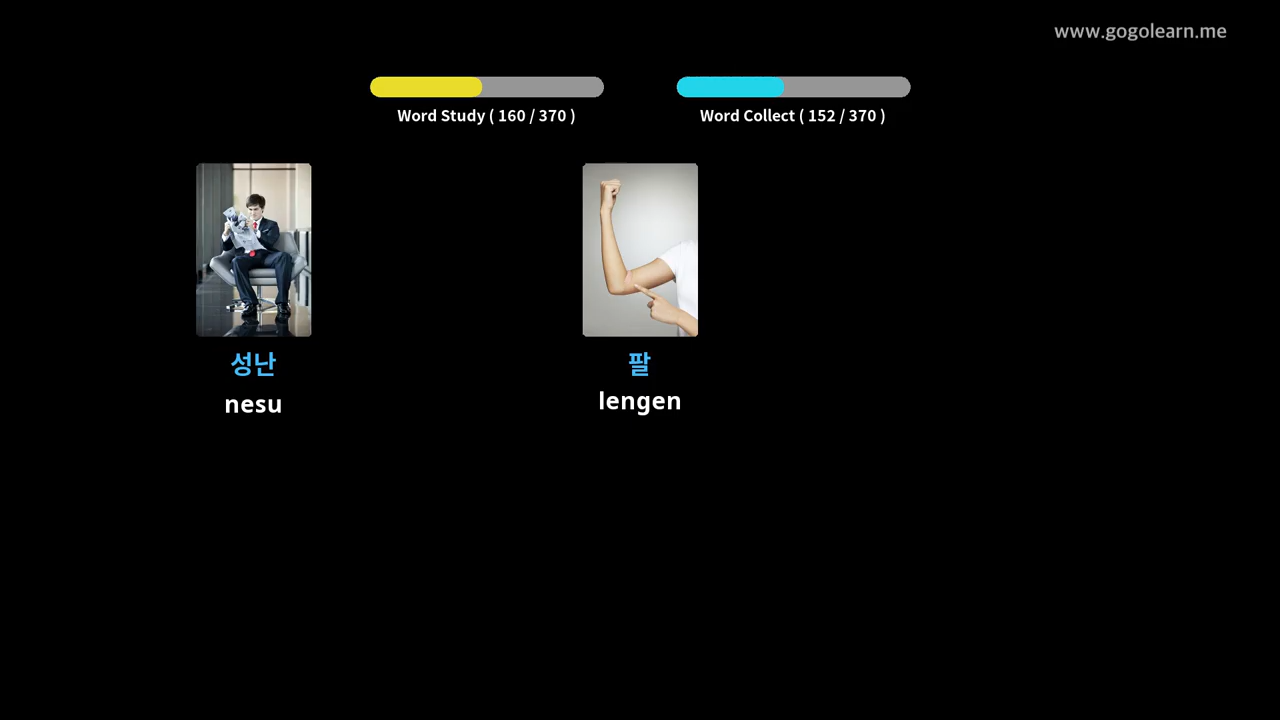 www.gogolearn.me
Word Study ( 160 / 370 )
Word Collect ( 152 / 370 )
성난
nesu
팔
lengen